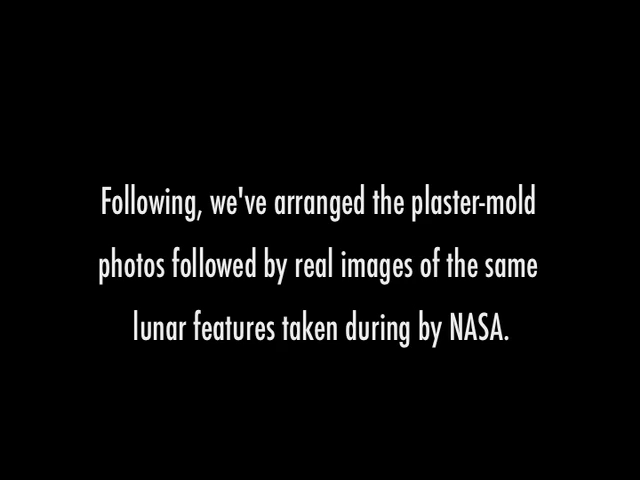 Following, we've arranged the plaster-mold
photos followed by real images of the same
lunar features taken during by NASA.